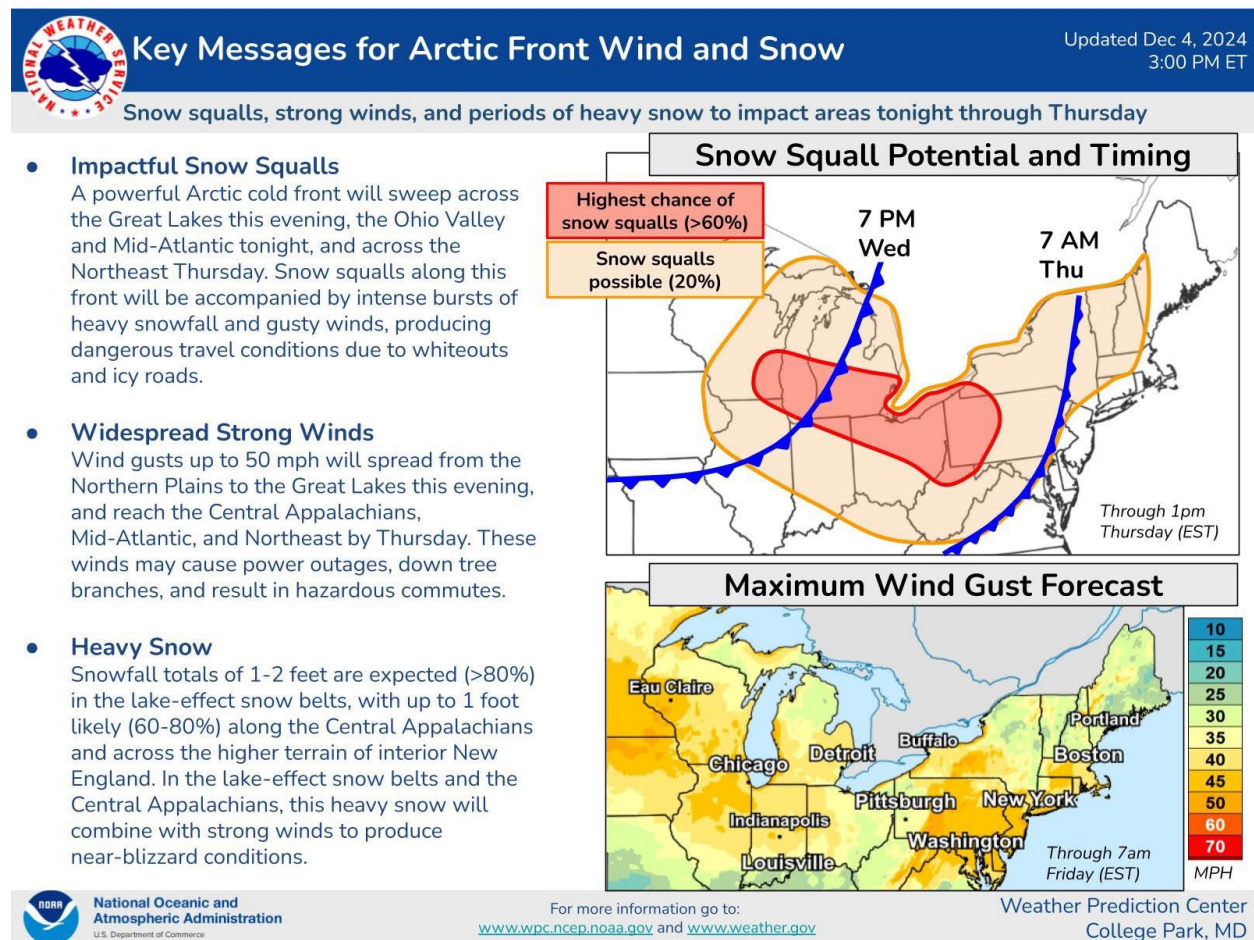 NATIONAL WEATHER SERVICE
Key Messages for Arctic Front Wind and Snow
Updated Dec 4, 2024
3:00 PM ET
Snow squalls, strong winds, and periods of heavy snow to impact areas tonight through Thursday
● Impactful Snow Squalls
A powerful Arctic cold front will sweep across
the Great Lakes this evening, the Ohio Valley
and Mid-Atlantic tonight, and across the
Northeast Thursday. Snow squalls along this
front will be accompanied by intense bursts of
heavy snowfall and gusty winds, producing
dangerous travel conditions due to whiteouts
and icy roads.
● Widespread Strong Winds
Wind gusts up to 50 mph will spread from the
Northern Plains to the Great Lakes this evening,
and reach the Central Appalachians,
Mid-Atlantic, and Northeast by Thursday. These
winds may cause power outages, down tree
branches, and result in hazardous commutes.
● Heavy Snow
Snowfall totals of 1-2 feet are expected (>80%)
in the lake-effect snow belts, with up to 1 foot
likely (60-80%) along the Central Appalachians
and across the higher terrain of interior New
England. In the lake-effect snow belts and the
Central Appalachians, this heavy snow will
combine with strong winds to produce
near-blizzard conditions.
Snow Squall Potential and Timing
Highest chance of
snow squalls (>60%)
Snow squalls
possible (20%)
7 PM
Wed
7 AM
Thu
Through 1pm
Thursday (EST)
Maximum Wind Gust Forecast
Eau Claire
Portland
Buffalo
Detroit
Boston
Chicago
Pittsburgh
New York
Indianapolis
Washington
Louisville
Through 7am
Friday (EST)
10
15
20
25
30
35
40
45
50
60
70
MPH
NOAA
National Oceanic and
Atmospheric Administration
U.S. Department of Commerce
For more information go to:
www.wpc.ncep.noaa.gov and www.weather.gov
Weather Prediction Center
College Park, MD